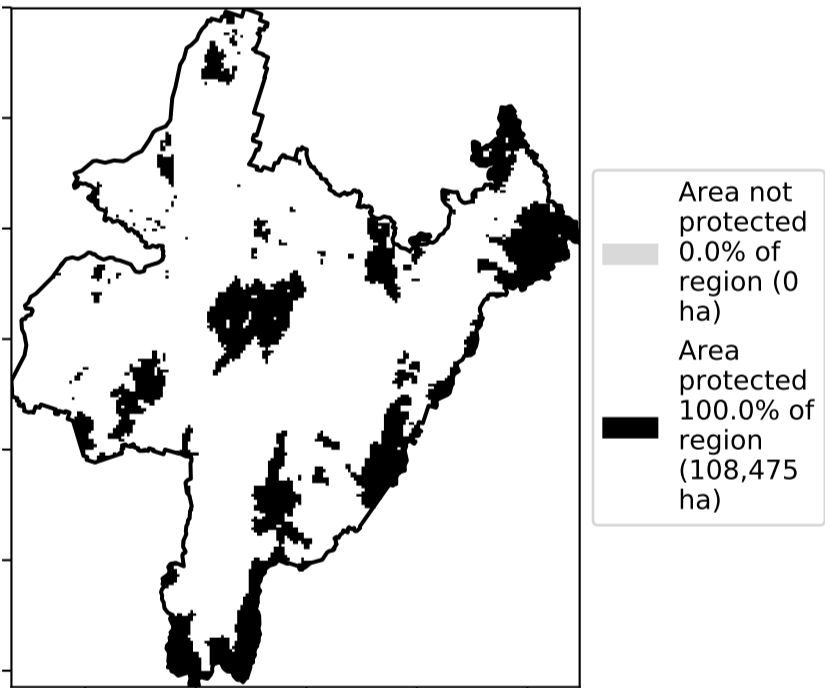 Area not
protected
0.0% of
region (0
ha)
Area
protected
100.0% of
region
(108,475
ha)